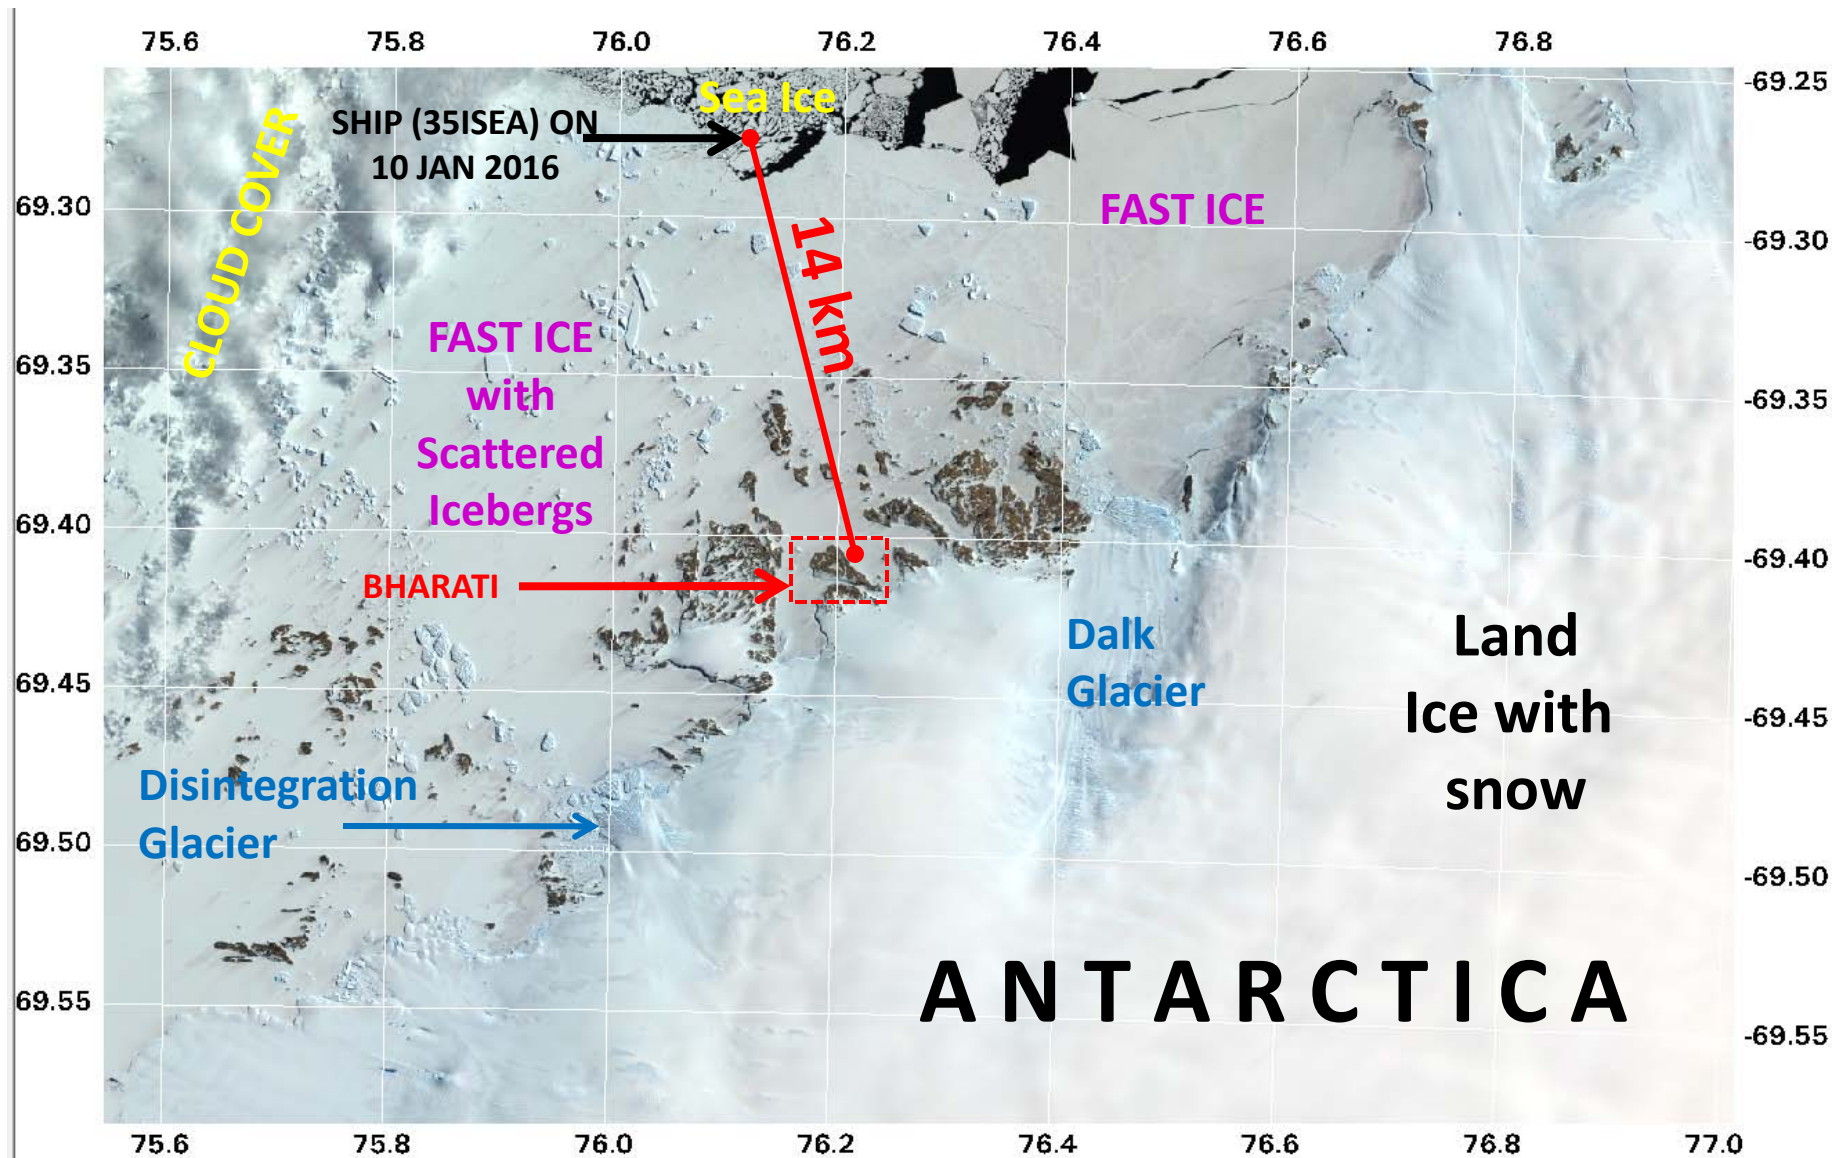 75.6 75.8 76.0 76.2 76.4 76.6 76.8
-69.25
Sea Ice
SHIP (35ISEA) ON
10 JAN 2016
CLOUD COVER
69.30
FAST ICE
-69.30
14 km
FAST ICE
with
Scattered
Icebergs
69.35
-69.35
69.40
-69.40
BHARATI
Dalk
Glacier
Land
Ice with
snow
69.45
-69.45
Disintegration
Glacier
69.50
-69.50
ANTARCTICA
69.55
-69.55
75.6 75.8 76.0 76.2 76.4 76.6 76.8 77.0